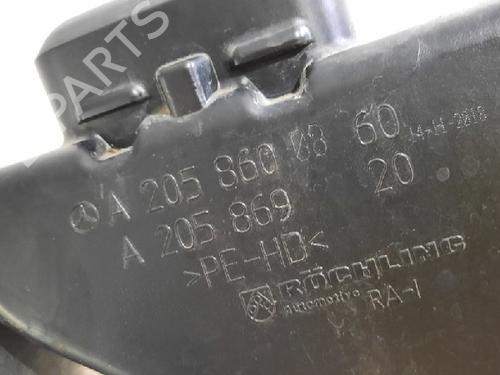 A 205 860 03 60 14-11-2018
A 205 869 20
>PE-HD<
RÖCHLING
automotive RA-I
PARTS